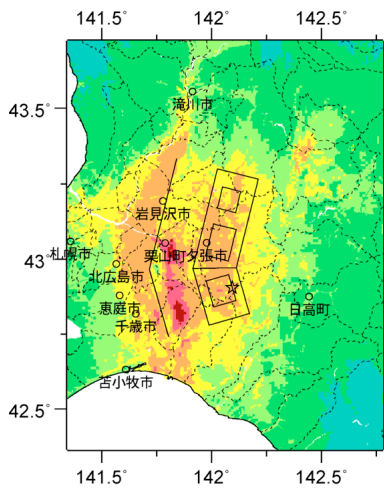 141.5° 142° 142.5°
43.5°
滝川市
岩見沢市
札幌市
栗山町夕張市
43°
北広島市
恵庭市
日高町
千歳市
苫小牧市
42.5°
141.5° 142° 142.5°